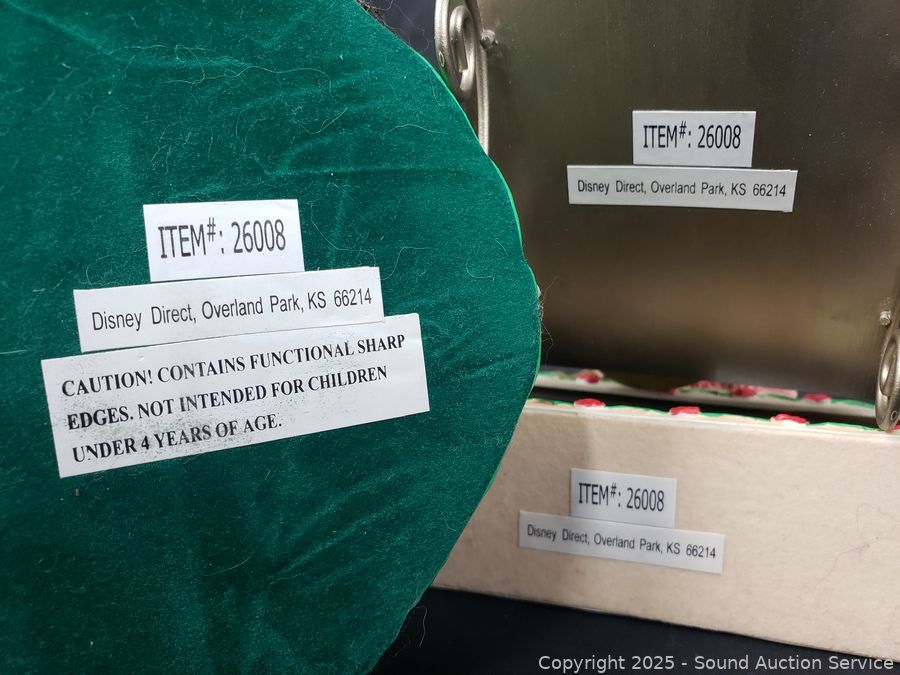 ITEM#: 26008
Disney Direct, Overland Park, KS 66214
CAUTION! CONTAINS FUNCTIONAL SHARP
EDGES. NOT INTENDED FOR CHILDREN
UNDER 4 YEARS OF AGE.
ITEM#: 26008
Disney Direct, Overland Park, KS 66214
ITEM#: 26008
Disney Direct, Overland Park, KS 66214
Copyright 2025 - Sound Auction Service